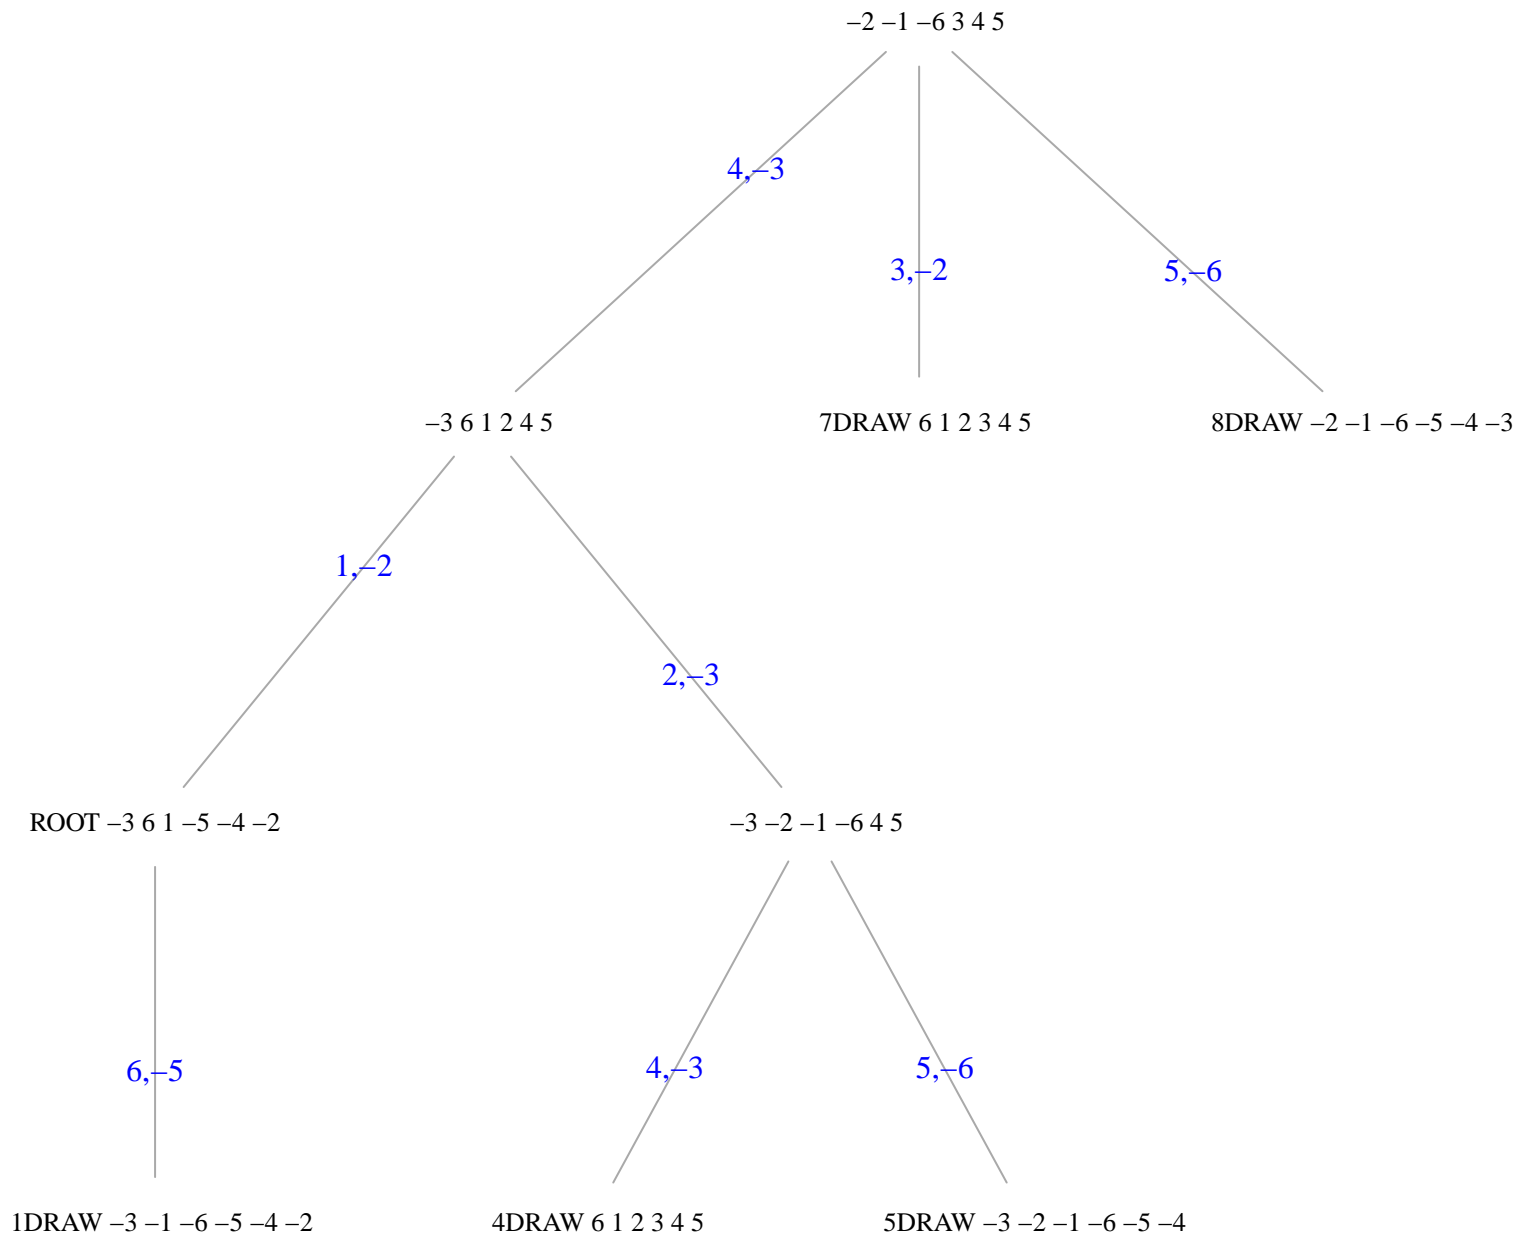 –2 –1 –6 3 4 5
4,–3
3,–2
5,–6
–3 6 1 2 4 5
7DRAW 6 1 2 3 4 5
8DRAW –2 –1 –6 –5 –4 –3
1,–2
2,–3
ROOT –3 6 1 –5 –4 –2
–3 –2 –1 –6 4 5
6,–5
4,–3
5,–6
1DRAW –3 –1 –6 –5 –4 –2
4DRAW 6 1 2 3 4 5
5DRAW –3 –2 –1 –6 –5 –4